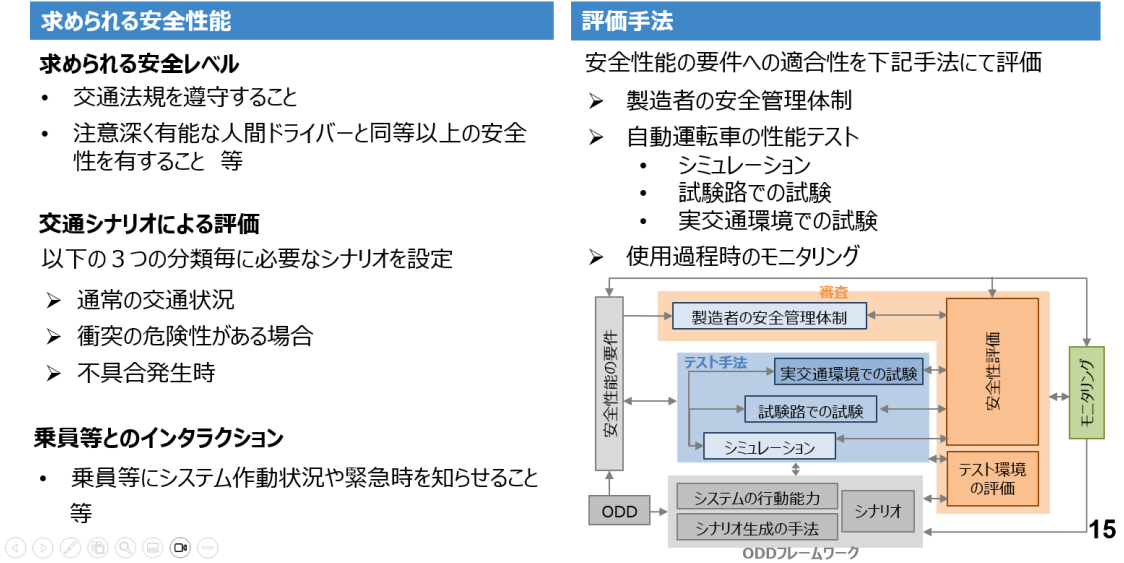 求められる安全性能
求められる安全レベル
• 交通法規を遵守すること
• 注意深く有能な人間ドライバーと同等以上の安全
性を有すること 等
交通シナリオによる評価
以下の３つの分類毎に必要なシナリオを設定
➢ 通常の交通状況
➢ 衝突の危険性がある場合
➢ 不具合発生時
乗員等とのインタラクション
• 乗員等にシステム作動状況や緊急時を知らせること
等
評価手法
安全性能の要件への適合性を下記手法にて評価
➢ 製造者の安全管理体制
➢ 自動運転車の性能テスト
• シミュレーション
• 試験路での試験
• 実交通環境での試験
➢ 使用過程時のモニタリング
審査
製造者の安全管理体制
安全性能の要件
テスト手法
実交通環境での試験
試験路での試験
シミュレーション
安全性評価
モニタリング
テスト環境
の評価
ODD
システムの行動能力
シナリオ生成の手法
シナリオ
ODDフレームワーク
15